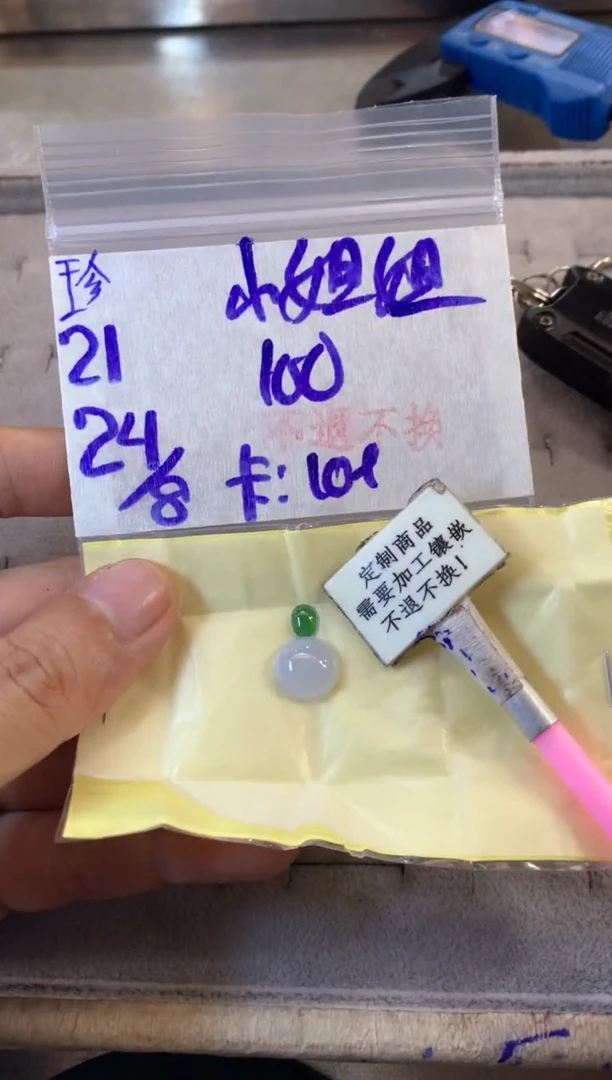 珍
小姐姐
21
100
24/8
不退不换
卡: 101
定制商品
需要加工镶嵌
不退不换!